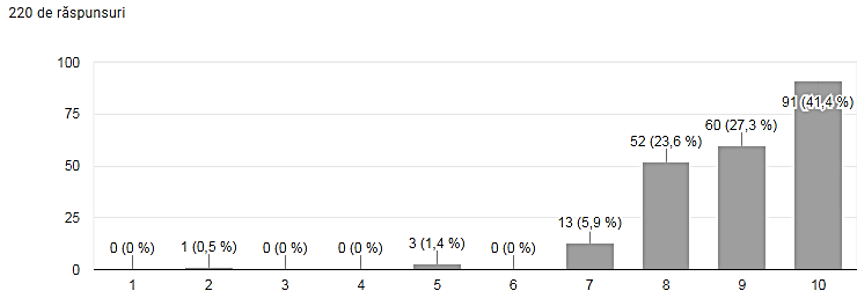 220 de răspunsuri
100
75
50
25
0
0 (0 %)
1 (0,5 %)
0 (0 %)
0 (0 %)
3 (1,4 %)
0 (0 %)
13 (5,9 %)
52 (23,6 %)
60 (27,3 %)
91 (41,4 %)
1 2 3 4 5 6 7 8 9 10